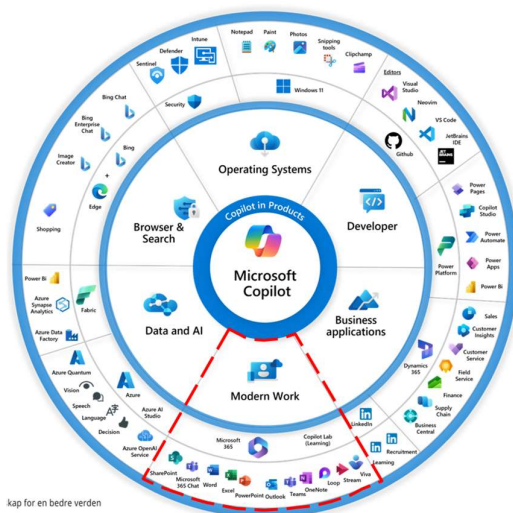 Copilot in Products
Microsoft
Copilot
Operating Systems
Developer
Business
applications
Modern Work
Data and AI
Browser &
Search
Windows 11
Notepad
Paint
Photos
Snipping
tools
Clipchamp
Editors
Visual
Studio
Neovim
VS Code
JetBrains
IDE
JET
BRAINS
Github
Power
Platform
Power
Pages
Copilot
Studio
Power
Automate
Power
Apps
Power BI
Dynamics
365
Sales
Customer
Insights
Customer
Service
Field
Service
Finance
Supply
Chain
Business
Central
LinkedIn
Recruitment
Learning
Microsoft
365
Copilot Lab
(Learning)
SharePoint
Microsoft
365 Chat
Word
Excel
PowerPoint
Outlook
Teams
OneNote
Loop
Stream
Viva
Azure
Azure AI
Studio
Azure Quantum
Vision
Speech
Language
Decision
Azure OpenAI
Service
Fabric
Power Bi
Azure
Synapse
Analytics
Azure Data
Factory
Bing
+
Edge
Bing Chat
Bing
Enterprise
Chat
Image
Creator
Shopping
Security
Sentinel
Defender
Intune
kap for en bedre verden